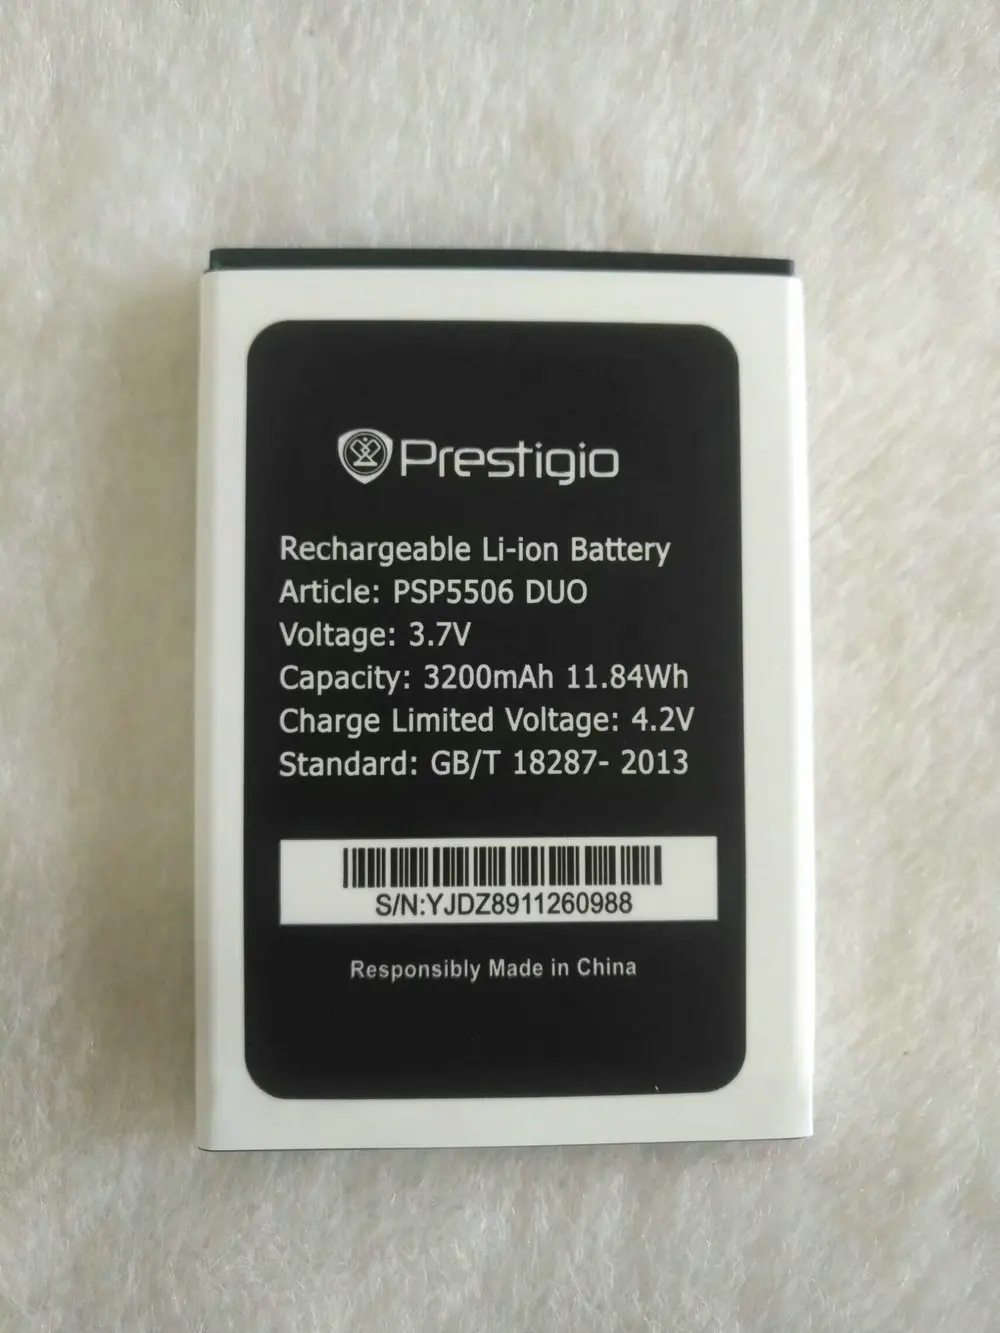 Prestigio
Rechargeable Li-ion Battery
Article: PSP5506 DUO
Voltage: 3.7V
Capacity: 3200mAh 11.84Wh
Charge Limited Voltage: 4.2V
Standard: GB/T 18287- 2013
S/N:YJDZ8911260988
Responsibly Made in China